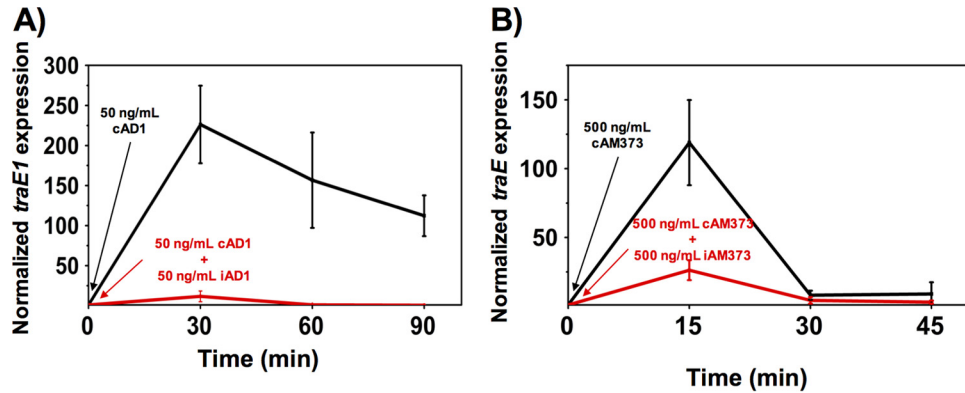 A)
Normalized traE1 expression
300
250
200
150
100
50
50 ng/mL
cAD1
50 ng/mL cAD1
+
50 ng/mL iAD1
0
30
60
90
Time (min)
B)
Normalized traE expression
150
100
50
500 ng/mL
cAM373
500 ng/mL cAM373
+
500 ng/mL iAM373
0
15
30
45
Time (min)